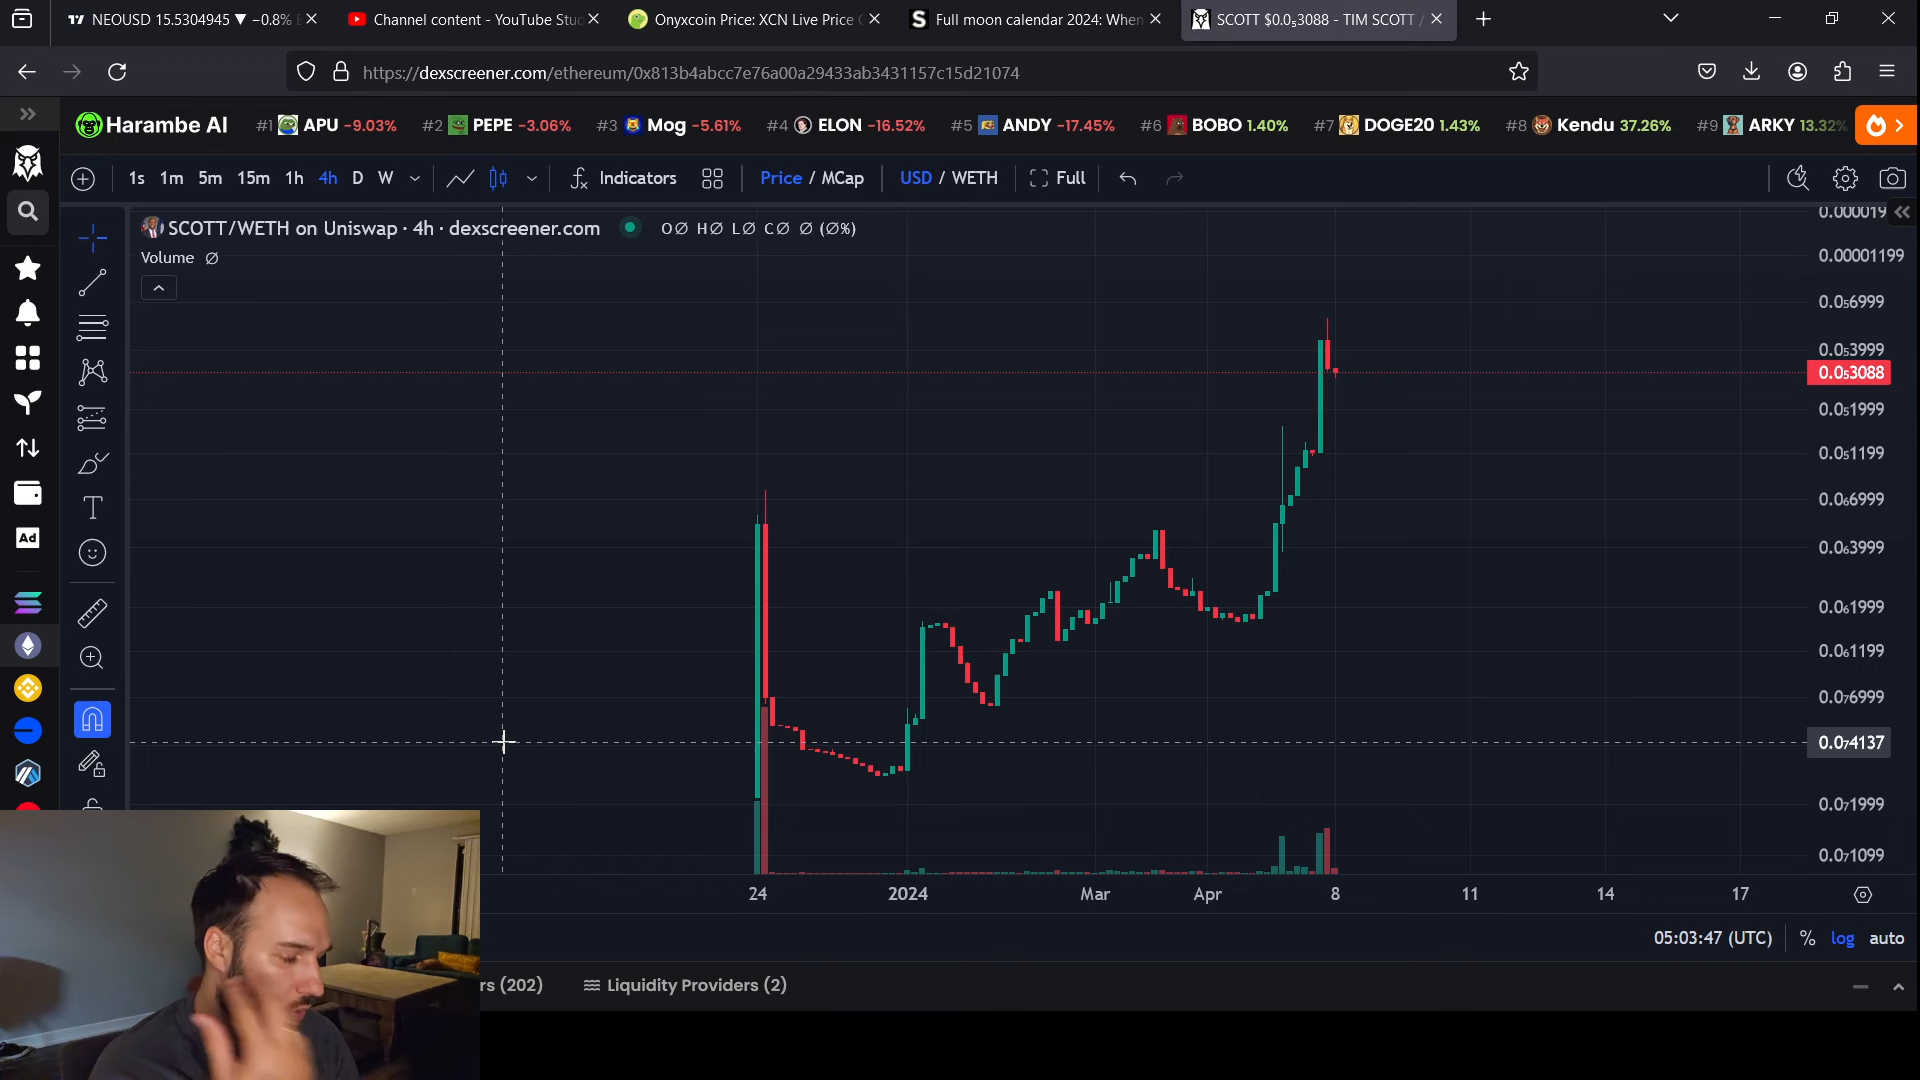 NEOUSD 15.5304945 ▼ −0.8%
Channel content - YouTube Stu
Onyxcoin Price: XCN Live Price
Full moon calendar 2024: When
SCOTT $0.0₅3088 - TIM SCOTT /
https://dexscreener.com/ethereum/0x813b4abcc7e76a00a29433ab3431157c15d21074
Harambe AI #1 APU -9.03% #2 PEPE -3.06% #3 Mog -5.61% #4 ELON -16.52% #5 ANDY -17.45% #6 BOBO 1.40% #7 DOGE20 1.43% #8 Kendu 37.26% #9 ARKY 13.32%
1s 1m 5m 15m 1h 4h D W Indicators Price / MCap USD / WETH Full
SCOTT/WETH on Uniswap · 4h · dexscreener.com O∅ H∅ L∅ C∅ ∅ (∅%)
Volume ∅
Ad
0.000019
0.00001199
0.0₅6999
0.0₅3999
0.0₅3088
0.0₅1999
0.0₅1199
0.0₆6999
0.0₆3999
0.0₆1999
0.0₆1199
0.0₇6999
0.0₇4137
0.0₇1999
0.0₇1099
24 2024 Mar Apr 8 11 14 17
05:03:47 (UTC) % log auto
rs (202) Liquidity Providers (2)